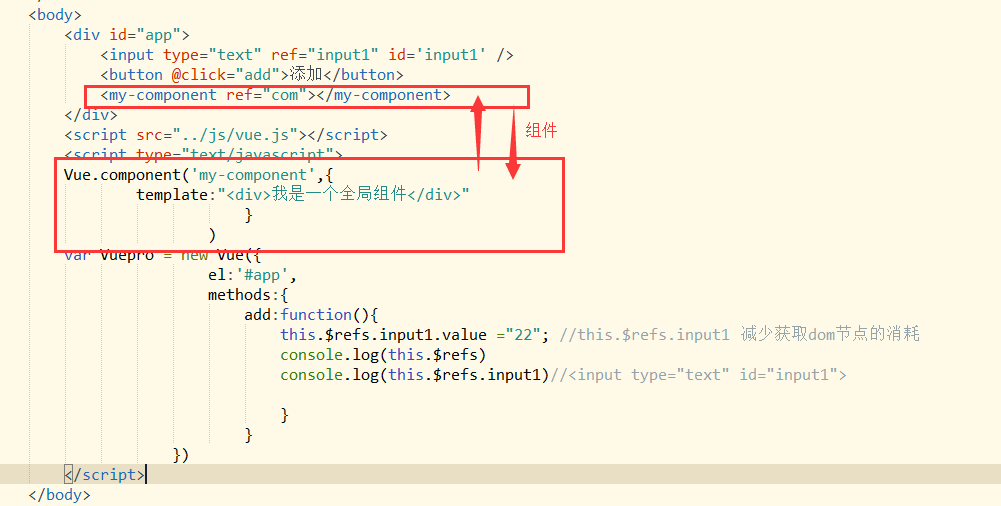 <body>
<div id="app">
<input type="text" ref="input1" id='input1' />
<button @click="add">添加</button>
<my-component ref="com"></my-component>
</div>
组件
<script src="../js/vue.js"></script>
<script type="text/javascript">
Vue.component('my-component',{
template:"<div>我是一个全局组件</div>"
}
)
var Vuepro = new Vue({
el:'#app',
methods:{
add:function(){
this.$refs.input1.value ="22"; //this.$refs.input1 减少获取dom节点的消耗
console.log(this.$refs)
console.log(this.$refs.input1)//<input type="text" id="input1">
}
}
})
</script>
</body>